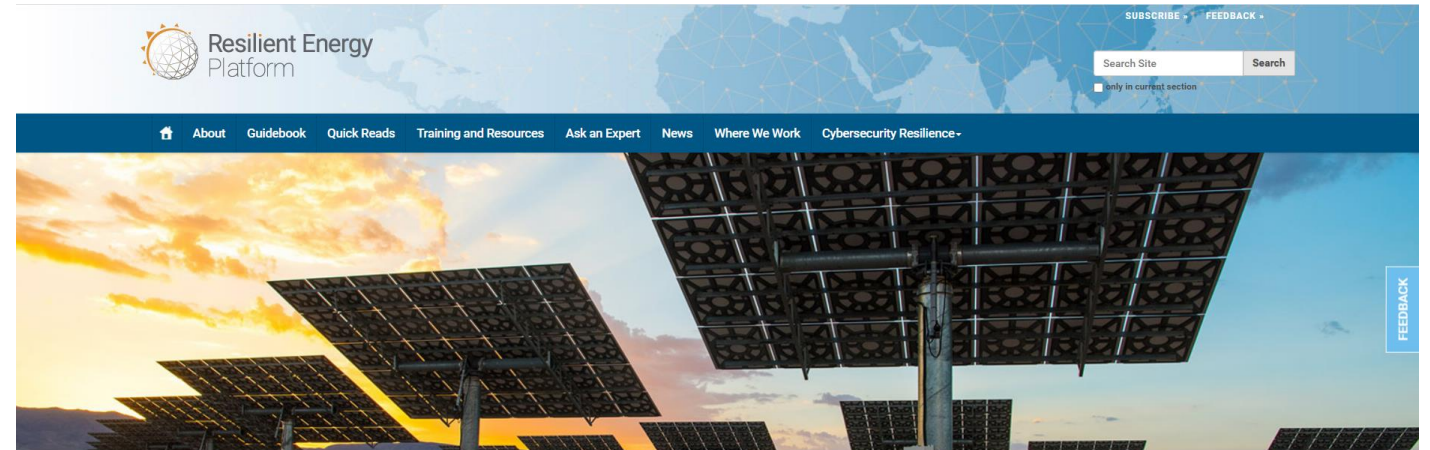 SUBSCRIBE » FEEDBACK »
Resilient Energy
Platform
Search Site Search
only in current section
About Guidebook Quick Reads Training and Resources Ask an Expert News Where We Work Cybersecurity Resilience
FEEDBACK